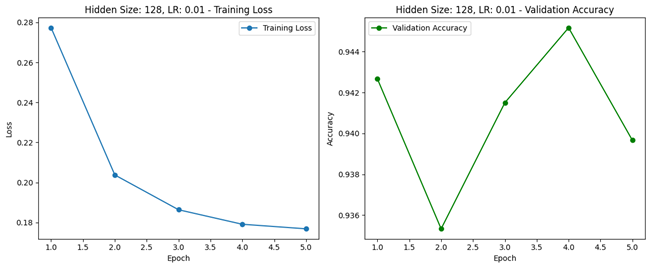 Hidden Size: 128, LR: 0.01 - Training Loss
Training Loss
0.28
0.26
0.24
0.22
0.20
0.18
Loss
1.0 1.5 2.0 2.5 3.0 3.5 4.0 4.5 5.0
Epoch
Hidden Size: 128, LR: 0.01 - Validation Accuracy
Validation Accuracy
0.944
0.942
0.940
0.938
0.936
Accuracy
1.0 1.5 2.0 2.5 3.0 3.5 4.0 4.5 5.0
Epoch